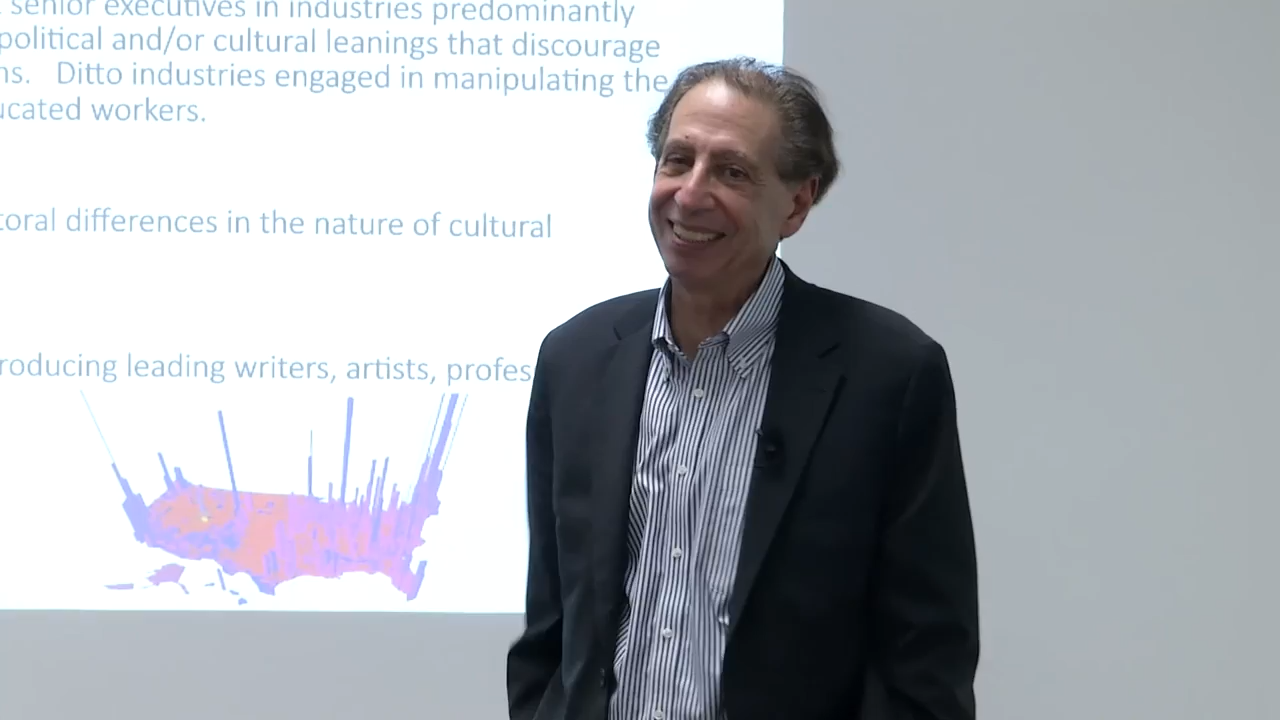 senior executives in industries predominantly
political and/or cultural leanings that discourage
ns. Ditto industries engaged in manipulating the
ucated workers.
toral differences in the nature of cultural
roducing leading writers, artists, profes